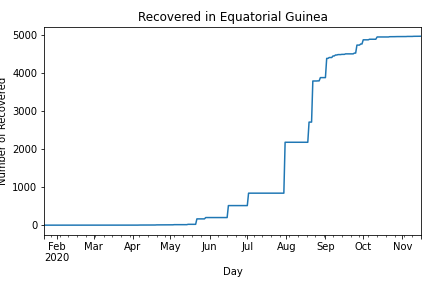 Recovered in Equatorial Guinea
5000
4000
3000
2000
1000
0
Number of Recovered
Feb Mar Apr May Jun Jul Aug Sep Oct Nov
2020
Day